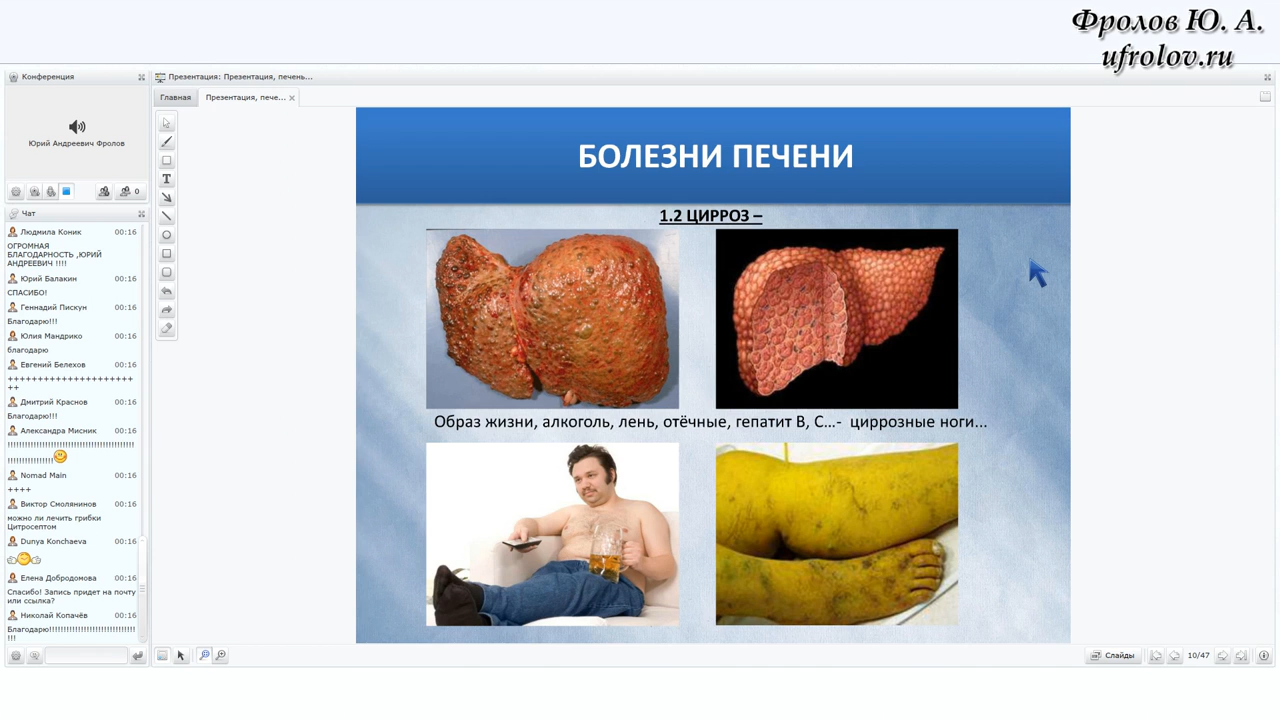 Фролов Ю. А.
ufrolov.ru
Конференция
Юрий Андреевич Фролов
0
Чат
Людмила Коник 00:16
ОГРОМНАЯ
БЛАГОДАРНОСТЬ ,ЮРИЙ
АНДРЕЕВИЧ !!!!
Юрий Балакин 00:16
СПАСИБО!
Геннадий Пискун 00:16
Благодарю!!!
Юлия Мандрико 00:16
благодарю
Евгений Белехов 00:16
+++++++++++++++++++++
++
Дмитрий Краснов 00:16
Благодарю!!!
Александра Мисник 00:16
!!!!!!!!!!!!!!!!!!!!!!!!!!!!!!!!!!!!!!!!!!
!!!!!!!!!!!!!!!!!
Nomad Main 00:16
++++
Виктор Смолянинов 00:16
можно ли лечить грибки
Цитросептом
Dunya Konchaeva 00:16
Елена Добродомова 00:16
Спасибо! Запись придет на почту
или ссылка?
Николай Копачёв 00:16
Благодарю!!!!!!!!!!!!!!!!!!!!!!!!!!!!!!
!!!
Презентация: Презентация, печень...
Главная
Презентация, пече...
T
БОЛЕЗНИ ПЕЧЕНИ
1.2 ЦИРРОЗ –
Образ жизни, алкоголь, лень, отёчные, гепатит В, С...- циррозные ноги...
Слайды
10/47